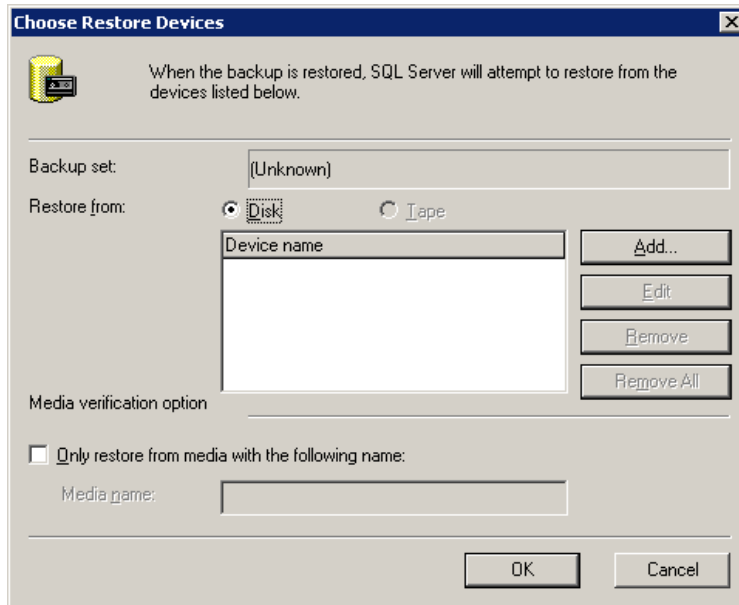 Choose Restore Devices
When the backup is restored, SQL Server will attempt to restore from the
devices listed below.
Backup set:
(Unknown)
Restore from:
Disk
Tape
Device name
Add...
Edit
Remove
Remove All
Media verification option
Only restore from media with the following name:
Media name:
OK
Cancel